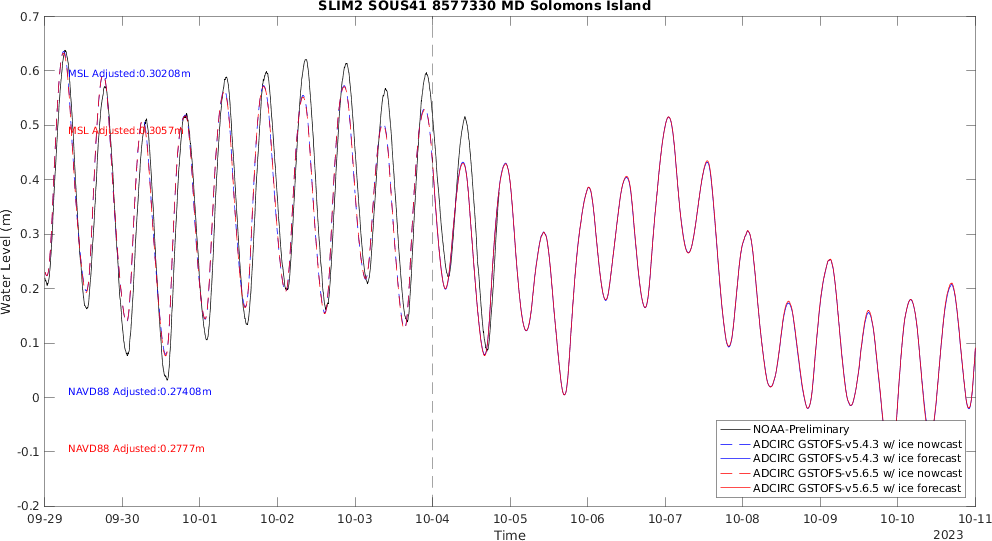 SLIM2 SOUS41 8577330 MD Solomons Island
0.7
0.6
0.5
0.4
0.3
0.2
0.1
0
-0.1
-0.2
Water Level (m)
MSL Adjusted:0.30208m
MSL Adjusted:0.3057m
NAVD88 Adjusted:0.27408m
NAVD88 Adjusted:0.2777m
NOAA-Preliminary
ADCIRC GSTOFS-v5.4.3 w/ ice nowcast
ADCIRC GSTOFS-v5.4.3 w/ ice forecast
ADCIRC GSTOFS-v5.6.5 w/ ice nowcast
ADCIRC GSTOFS-v5.6.5 w/ ice forecast
09-29 09-30 10-01 10-02 10-03 10-04 10-05 10-06 10-07 10-08 10-09 10-10 10-11
Time
2023